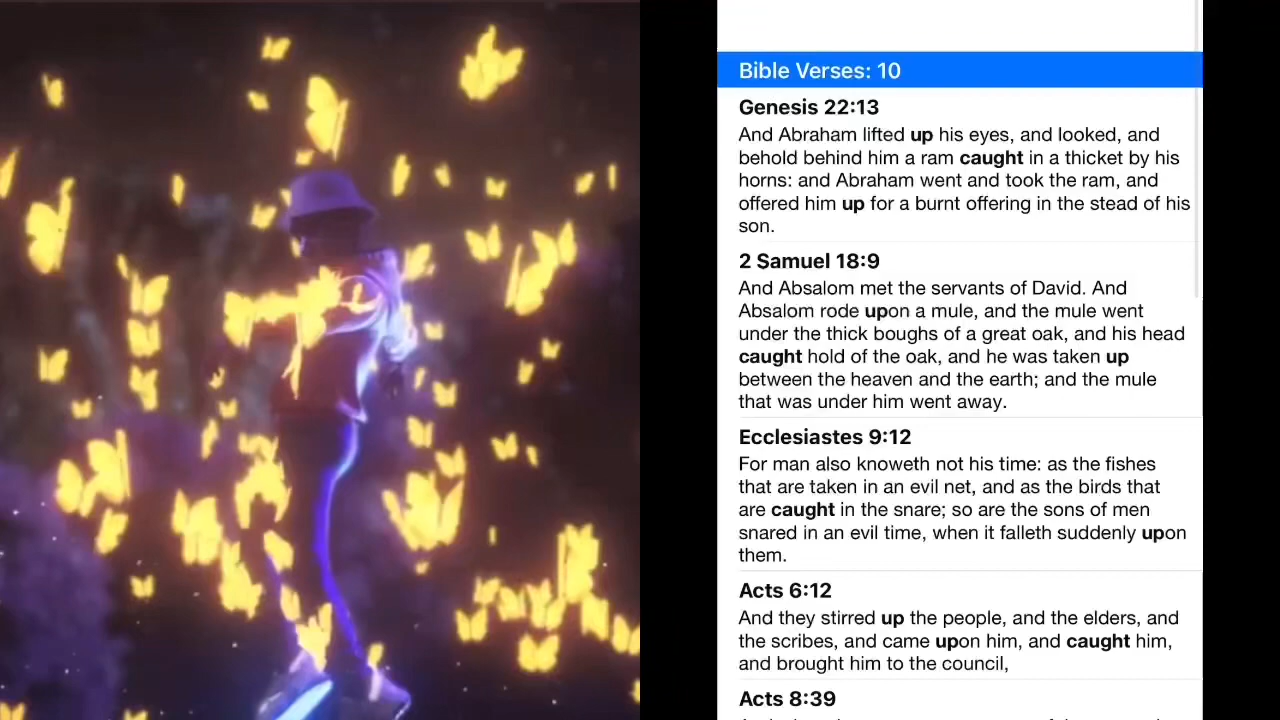 Bible Verses: 10
Genesis 22:13
And Abraham lifted up his eyes, and looked, and
behold behind him a ram caught in a thicket by his
horns: and Abraham went and took the ram, and
offered him up for a burnt offering in the stead of his
son.
2 Samuel 18:9
And Absalom met the servants of David. And
Absalom rode upon a mule, and the mule went
under the thick boughs of a great oak, and his head
caught hold of the oak, and he was taken up
between the heaven and the earth; and the mule
that was under him went away.
Ecclesiastes 9:12
For man also knoweth not his time: as the fishes
that are taken in an evil net, and as the birds that
are caught in the snare; so are the sons of men
snared in an evil time, when it falleth suddenly upon
them.
Acts 6:12
And they stirred up the people, and the elders, and
the scribes, and came upon him, and caught him,
and brought him to the council,
Acts 8:39